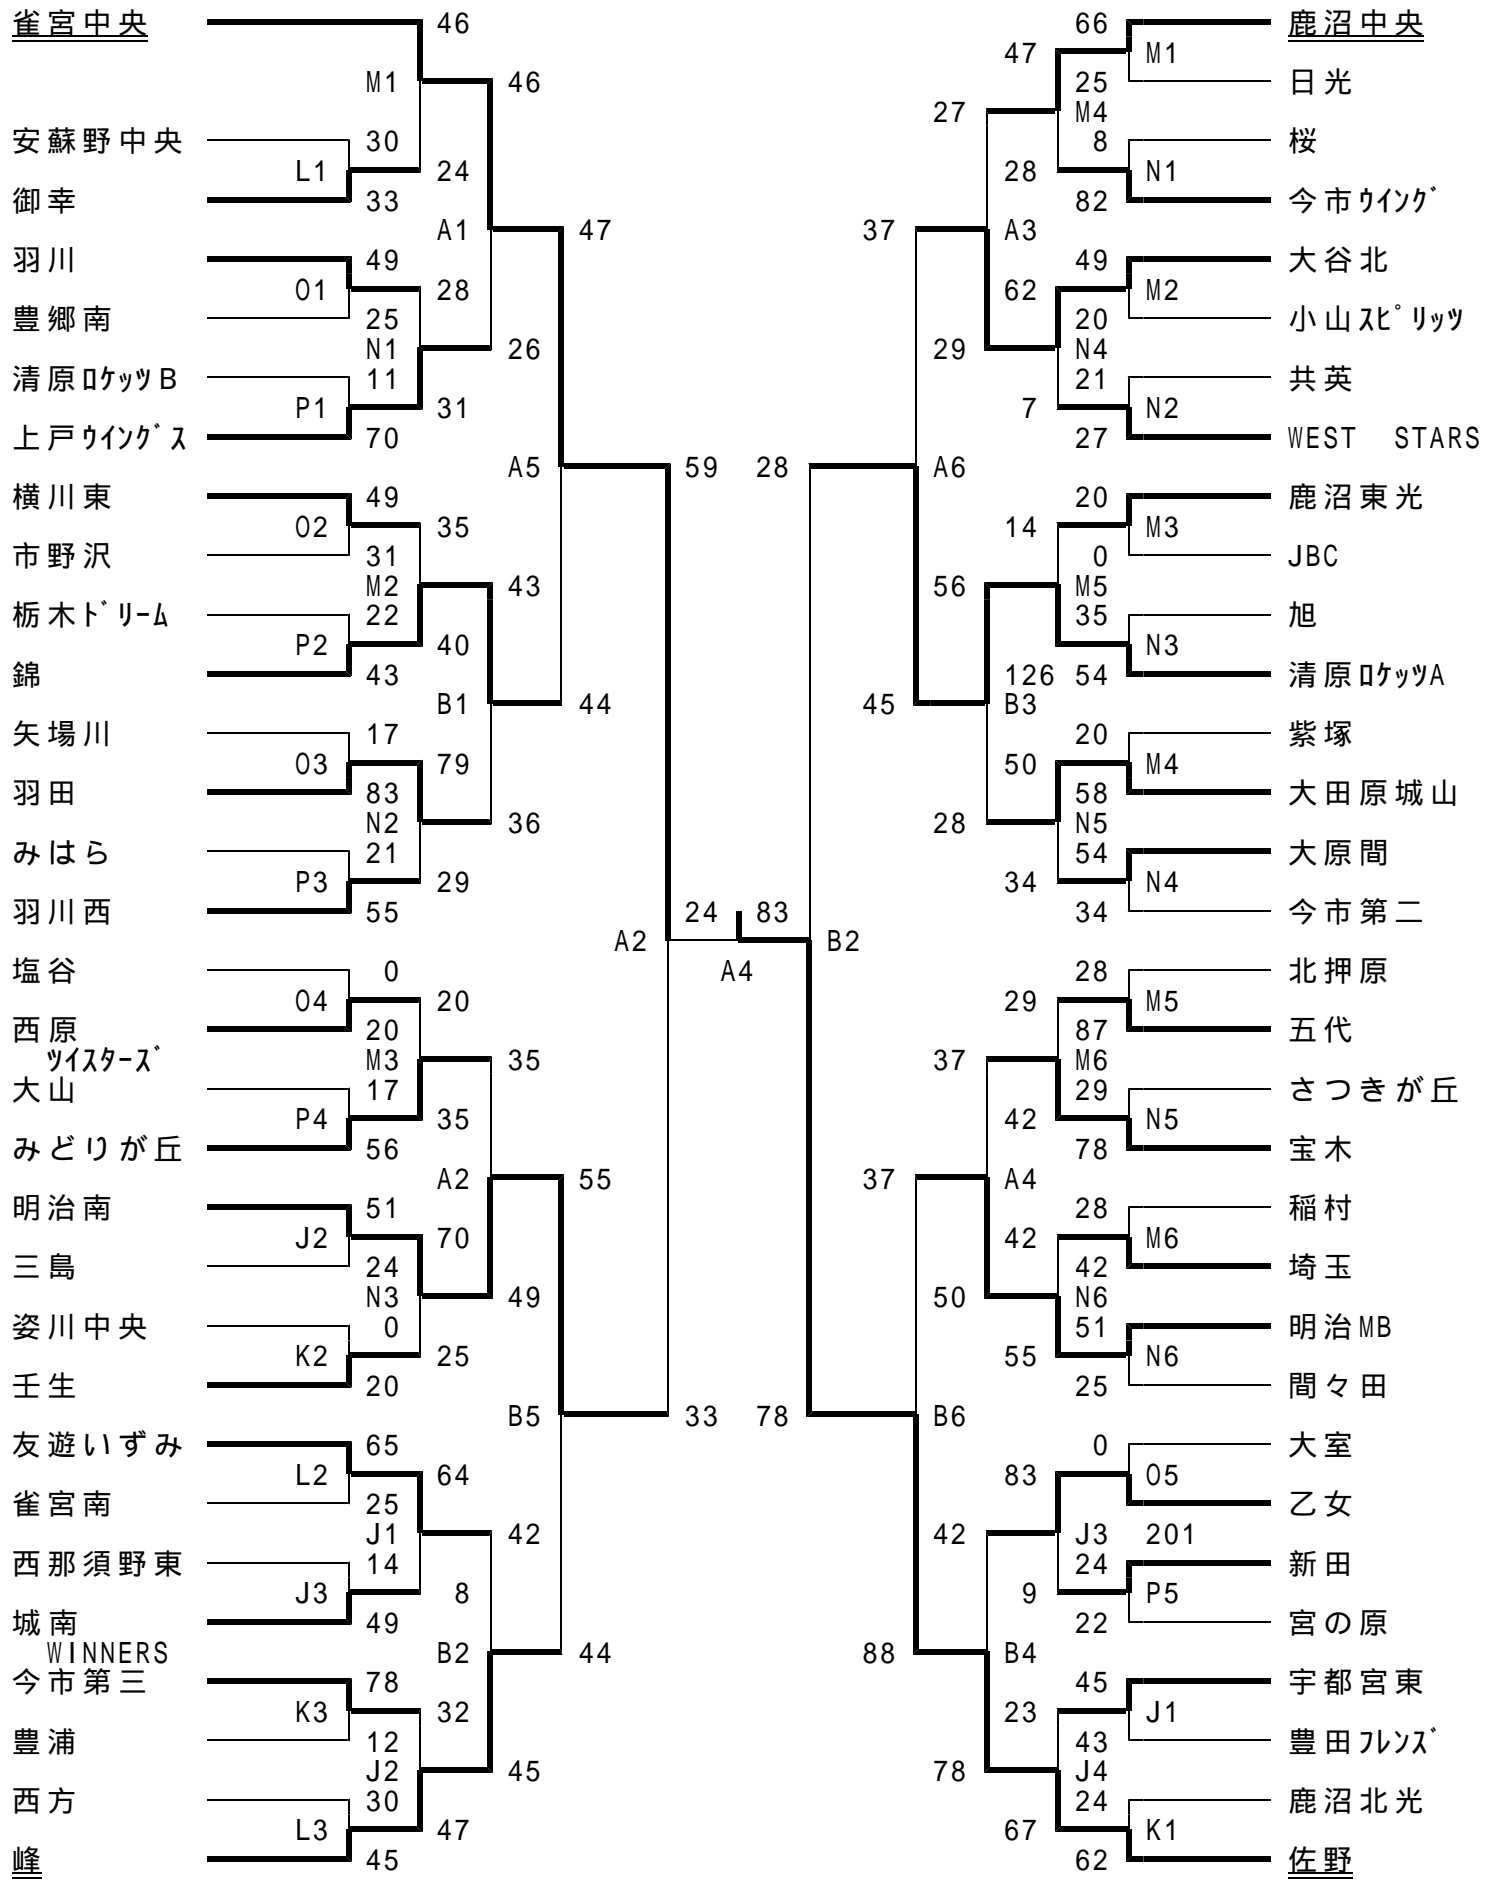 雀宮中央 46 66 鹿沼中央
47 M1
M1 46 25 日光
27 M4
安蘇野中央 30 8 桜
L1 24 28 N1
御幸 33 82 今市ｳｲﾝｸﾞ
A1 47 37 A3
羽川 49 49 大谷北
O1 28 62 M2
豊郷南 25 20 小山ｽﾋﾟﾘｯﾂ
N1 26 29 N4
清原ﾛｹｯﾂB 11 21 共英
P1 31 7 N2
上戸ｳｲﾝｸﾞｽ 70 27 WEST STARS
A5 59 28 A6
横川東 49 20 鹿沼東光
O2 35 14 M3
市野沢 31 0 JBC
M2 43 56 M5
栃木ﾄﾞﾘｰﾑ 22 35 旭
P2 40 N3
錦 43 126 54 清原ﾛｹｯﾂA
B1 44 45 B3
矢場川 17 20 紫塚
O3 79 50 M4
羽田 83 58 大田原城山
N2 36 28 N5
みはら 21 54 大原間
P3 29 34 N4
羽川西 55 24 83 34 今市第二
A2 B2
塩谷 0 A4 28 北押原
O4 20 29 M5
西原 20 87 五代
ﾂｲｽﾀｰｽﾞ M3 35 37 M6
大山 17 29 さつきが丘
P4 35 42 N5
みどりが丘 56 78 宝木
A2 55 37 A4
明治南 51 28 稲村
J2 70 42 M6
三島 24 42 埼玉
N3 49 50 N6
姿川中央 0 51 明治MB
K2 25 55 N6
壬生 20 25 間々田
B5 33 78 B6
友遊いずみ 65 0 大室
L2 64 83 O5
雀宮南 25 乙女
J1 42 42 J3 201
西那須野東 14 24 新田
J3 8 9 P5
城南 49 22 宮の原
WINNERS B2 44 88 B4
今市第三 78 45 宇都宮東
K3 32 23 J1
豊浦 12 43 豊田ﾌﾚﾝｽﾞ
J2 45 78 J4
西方 30 24 鹿沼北光
L3 47 67 K1
峰 45 62 佐野